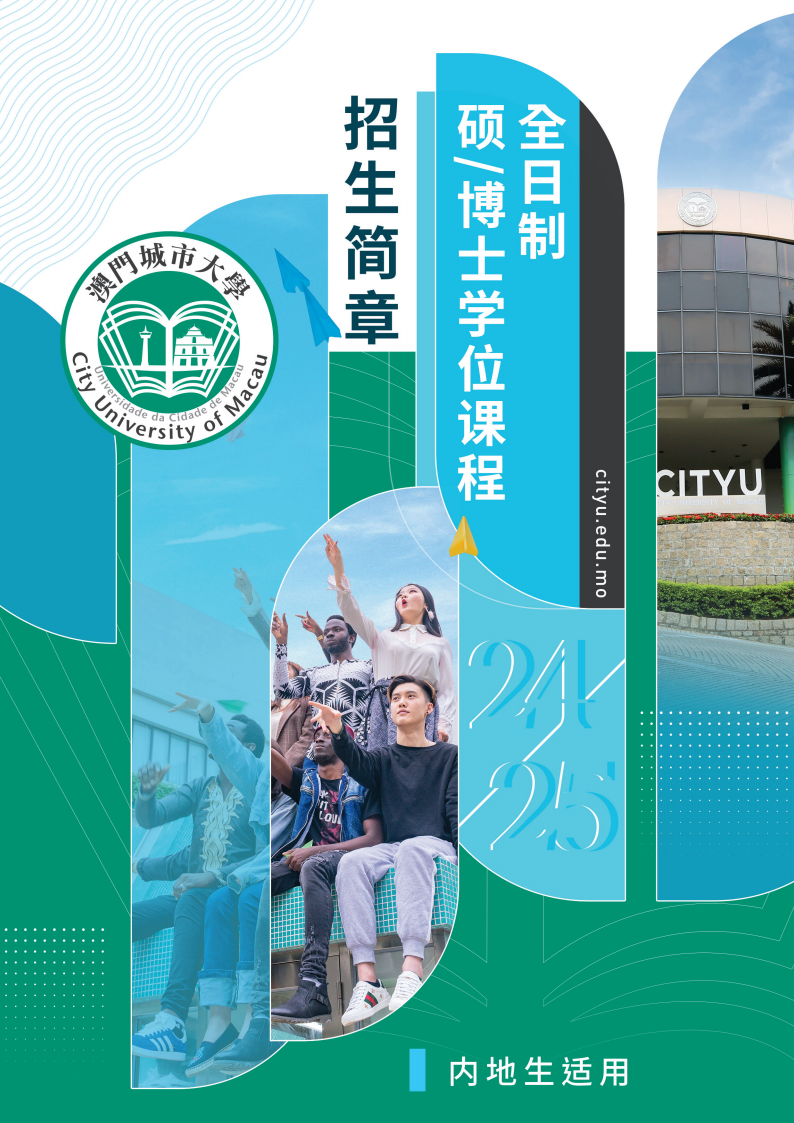 招生简章
全日制
硕/博士学位课程
cityu.edu.mo
澳門城市大學
Universidade da Cidade de Macau
City University of Macau
CITYU
24/25
内地生适用